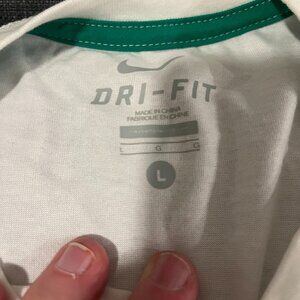 DRI-FIT
MADE IN CHINA
FABRIQUÉ EN CHINE
L G G
L